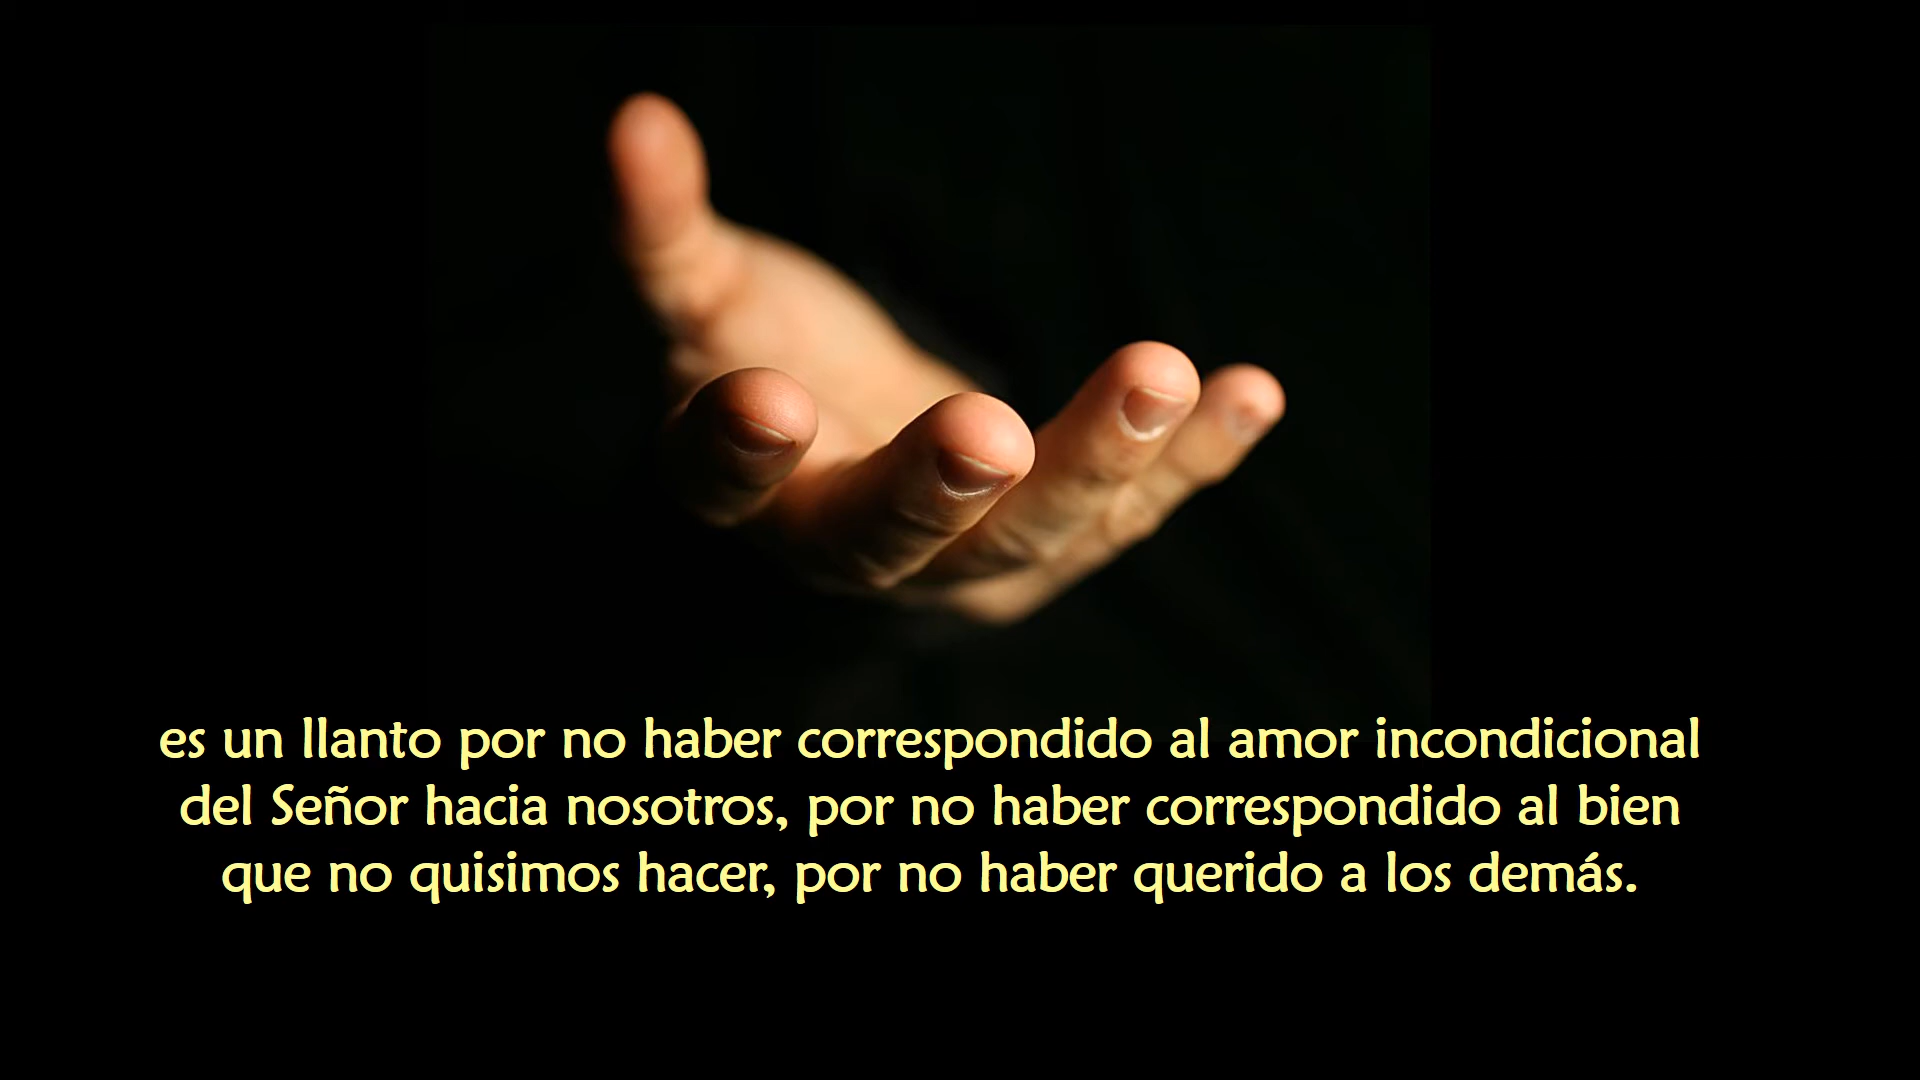 es un llanto por no haber correspondido al amor incondicional
del Señor hacia nosotros, por no haber correspondido al bien
que no quisimos hacer, por no haber querido a los demás.